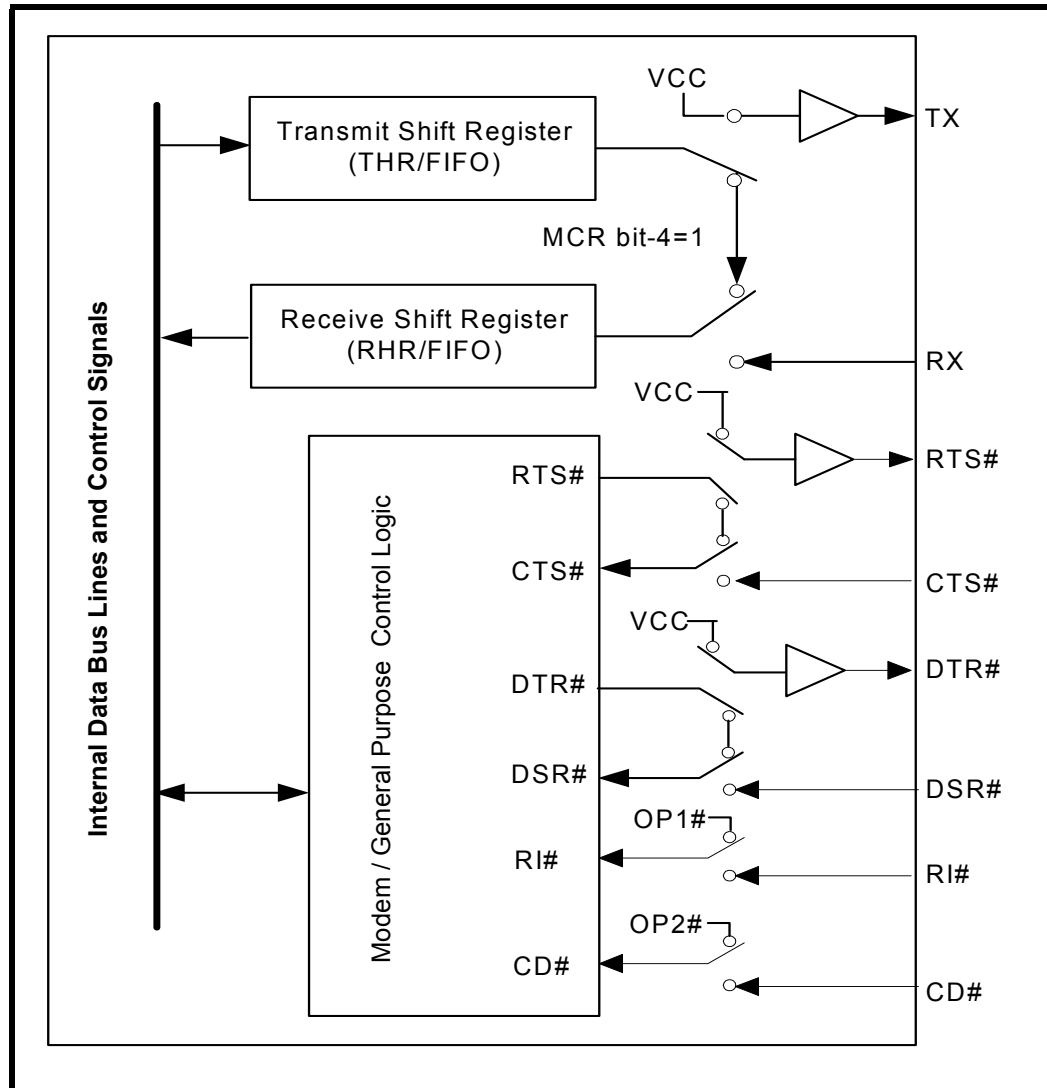 VCC
TX
Transmit Shift Register
(THR/FIFO)
MCR bit-4=1
Receive Shift Register
(RHR/FIFO)
RX
VCC
RTS#
RTS#
CTS#
CTS#
VCC
DTR#
DTR#
DSR#
DSR#
OP1#
RI#
RI#
OP2#
CD#
CD#
Internal Data Bus Lines and Control Signals
Modem / General Purpose Control Logic